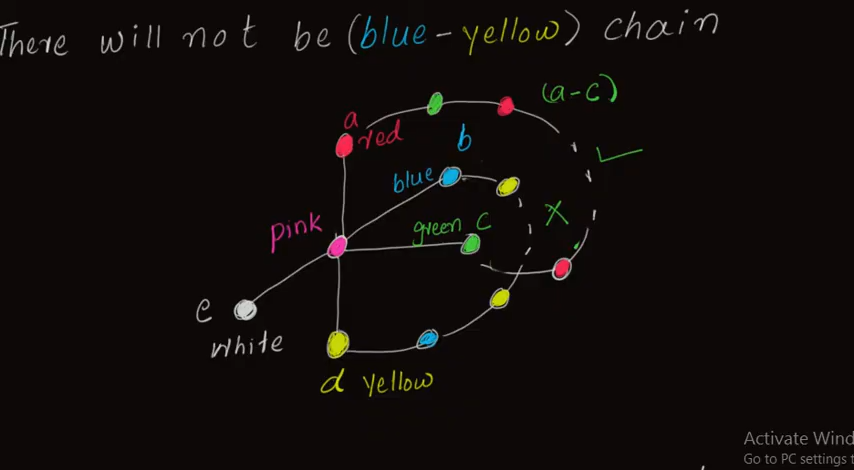 There will not be (blue-yellow) chain
(a-c)
a
red
b
blue
pink
green c
e
white
d yellow
Activate Wind
Go to PC settings t